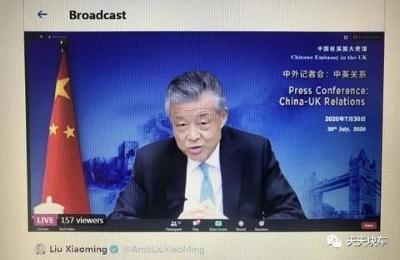 Broadcast
中国驻英国大使馆
Chinese Embassy in the UK
中外记者会：中英关系
Press Conference:
China-UK Relations
2020年7月30日
30th July, 2020
LIVE 157 viewers
Liu Xiaoming @AmbLiuXiaoMing
天天快车